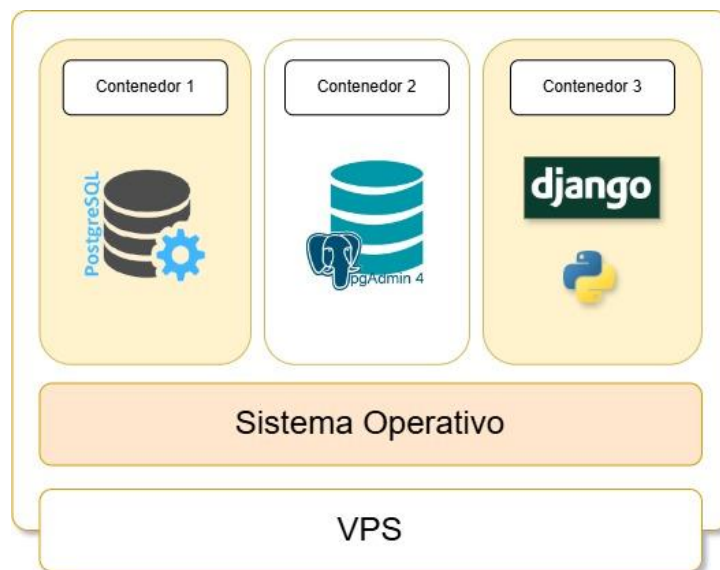 Contenedor 1
Contenedor 2
Contenedor 3
PostgreSQL
pgAdmin 4
django
Sistema Operativo
VPS